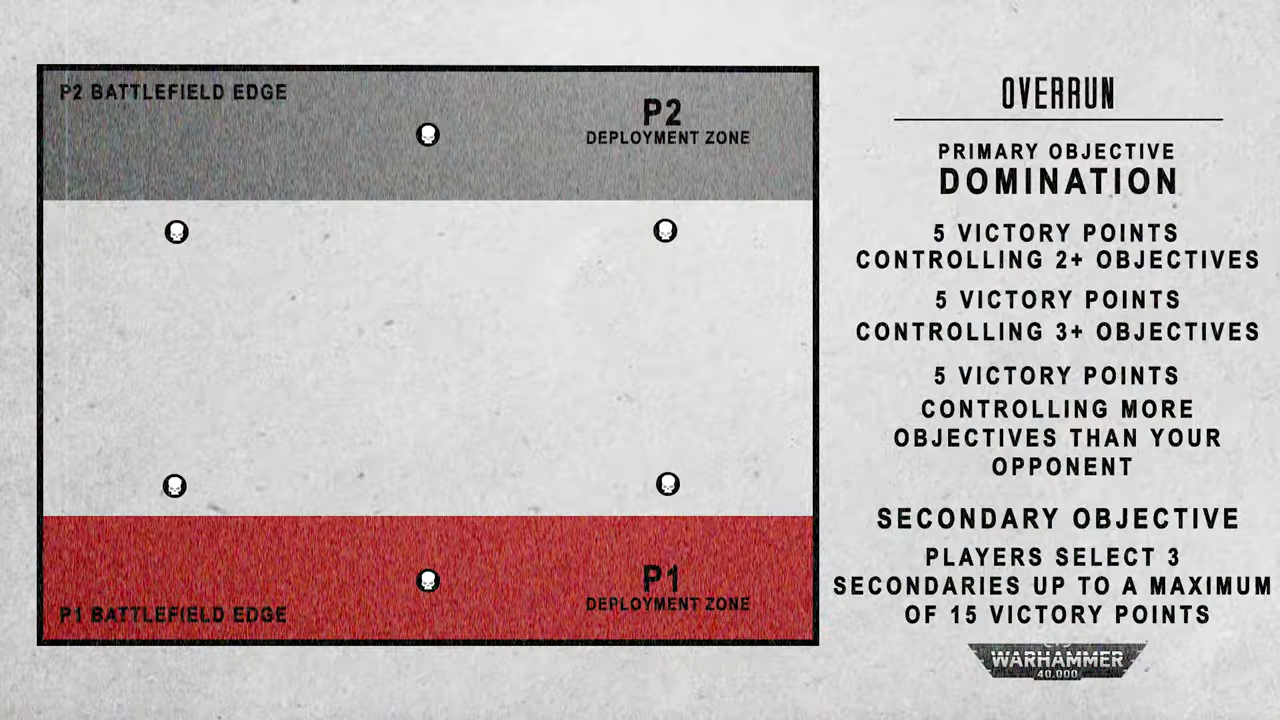 P2 BATTLEFIELD EDGE
P2
DEPLOYMENT ZONE
P1
DEPLOYMENT ZONE
P1 BATTLEFIELD EDGE
OVERRUN
PRIMARY OBJECTIVE
DOMINATION
5 VICTORY POINTS
CONTROLLING 2+ OBJECTIVES
5 VICTORY POINTS
CONTROLLING 3+ OBJECTIVES
5 VICTORY POINTS
CONTROLLING MORE
OBJECTIVES THAN YOUR
OPPONENT
SECONDARY OBJECTIVE
PLAYERS SELECT 3
SECONDARIES UP TO A MAXIMUM
OF 15 VICTORY POINTS
WARHAMMER
40,000